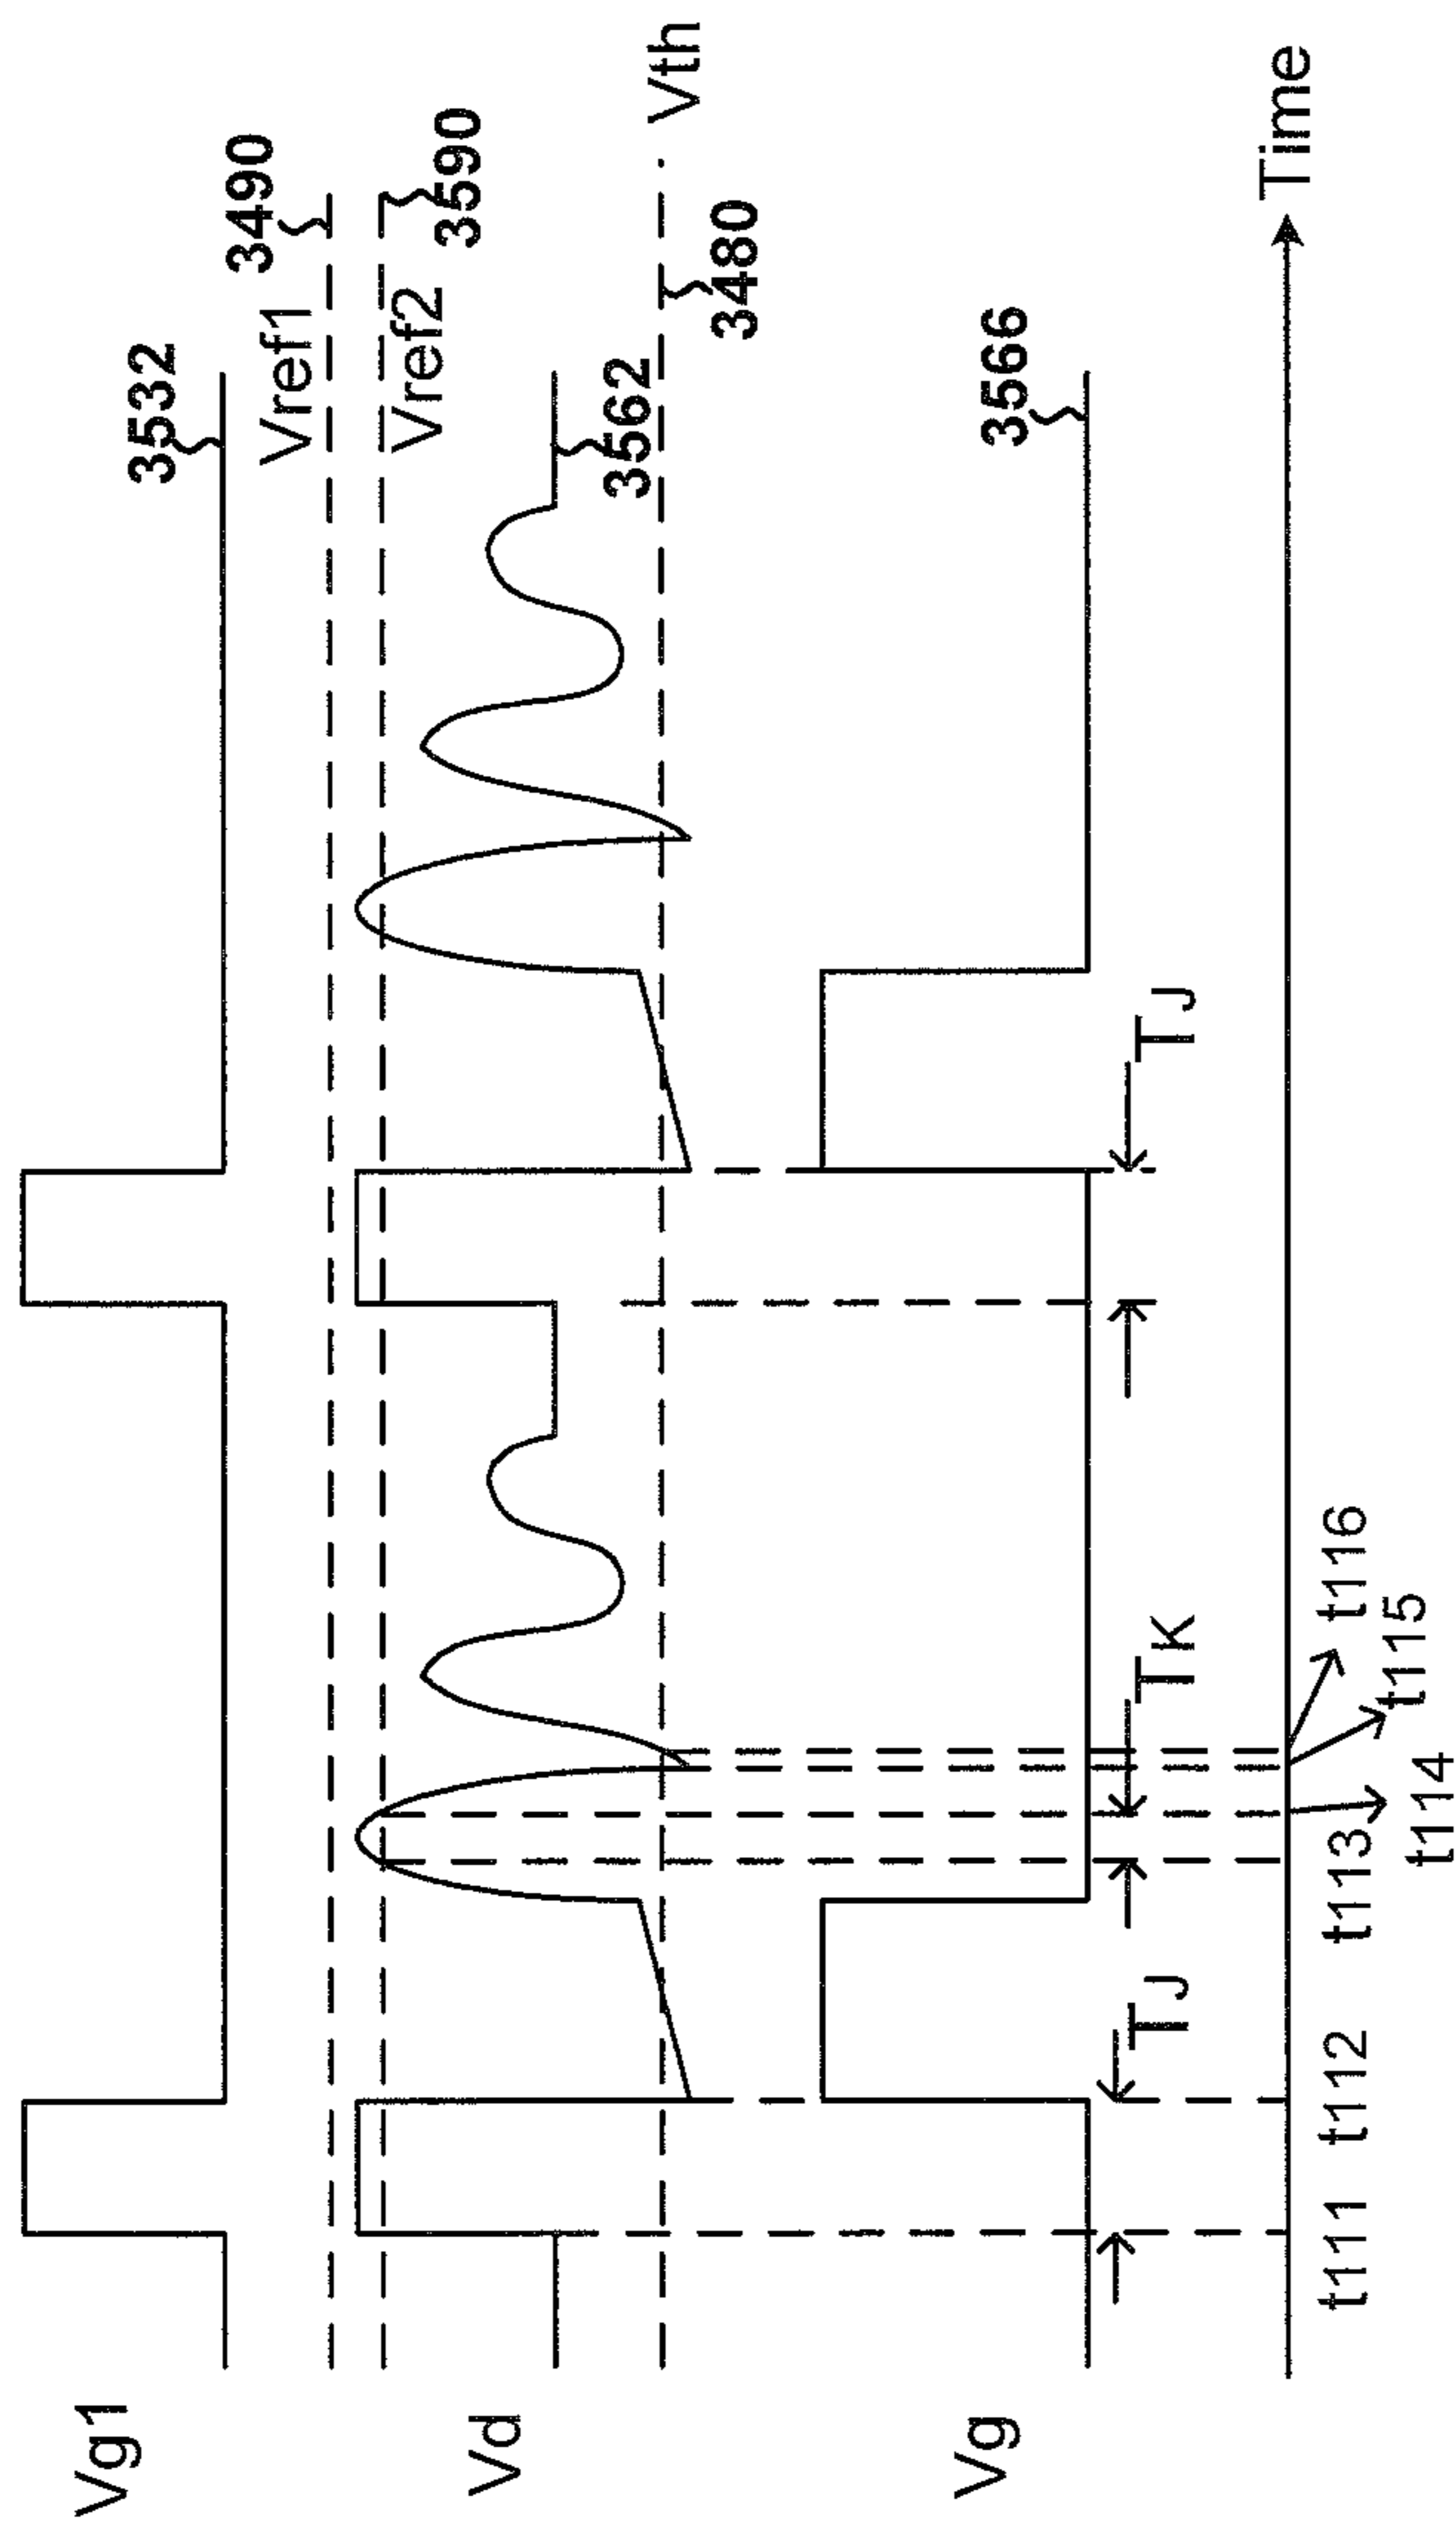 Vg1
3532
Vref1
3490
Vref2
3590
Vd
3562
Vth
3480
Vg
3566
TJ
TK
TJ
t111
t112
t113
t114
t115
t116
Time